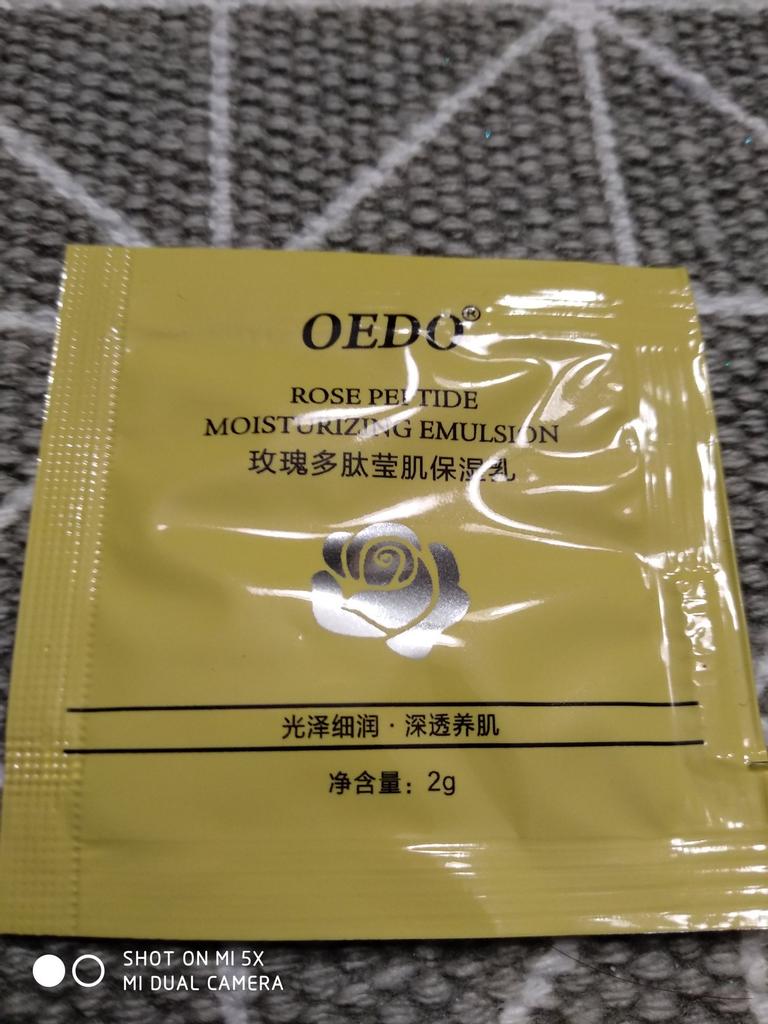 OEDO®
ROSE PEPTIDE
MOISTURIZING EMULSION
玫瑰多肽莹肌保湿乳
光泽细润·深透养肌
净含量：2g
SHOT ON MI 5X
MI DUAL CAMERA